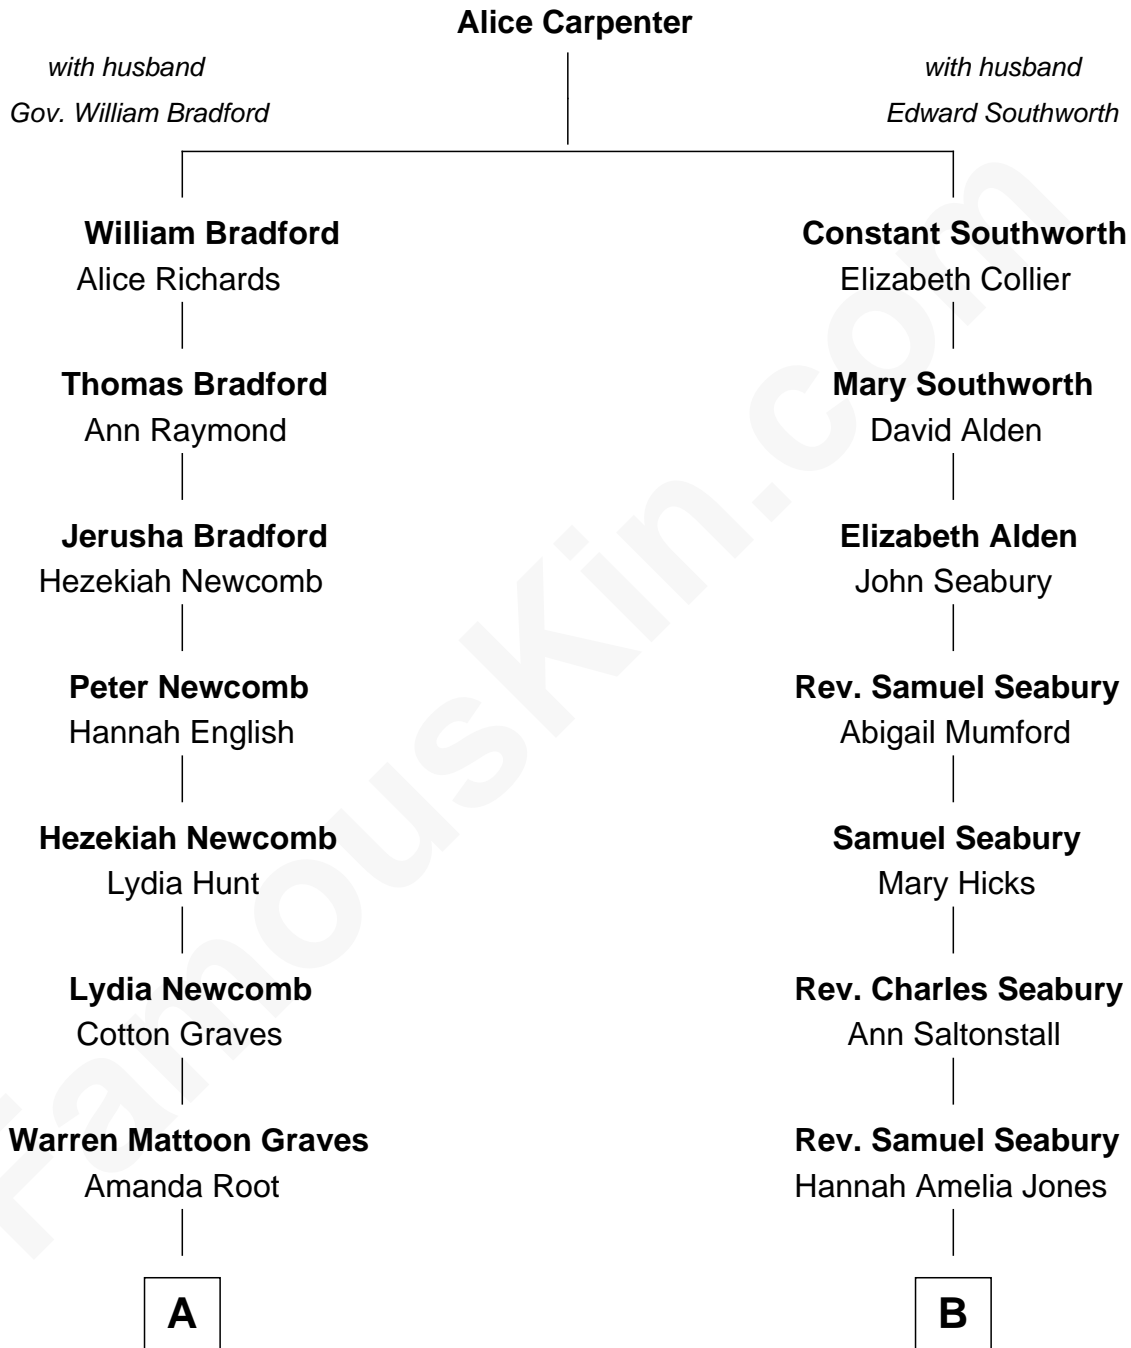 Alice Carpenter
with husband
Gov. William Bradford
with husband
Edward Southworth
William Bradford
Alice Richards
Thomas Bradford
Ann Raymond
Jerusha Bradford
Hezekiah Newcomb
Peter Newcomb
Hannah English
Hezekiah Newcomb
Lydia Hunt
Lydia Newcomb
Cotton Graves
Warren Mattoon Graves
Amanda Root
A
Constant Southworth
Elizabeth Collier
Mary Southworth
David Alden
Elizabeth Alden
John Seabury
Rev. Samuel Seabury
Abigail Mumford
Samuel Seabury
Mary Hicks
Rev. Charles Seabury
Ann Saltonstall
Rev. Samuel Seabury
Hannah Amelia Jones
B
FamousKin.com